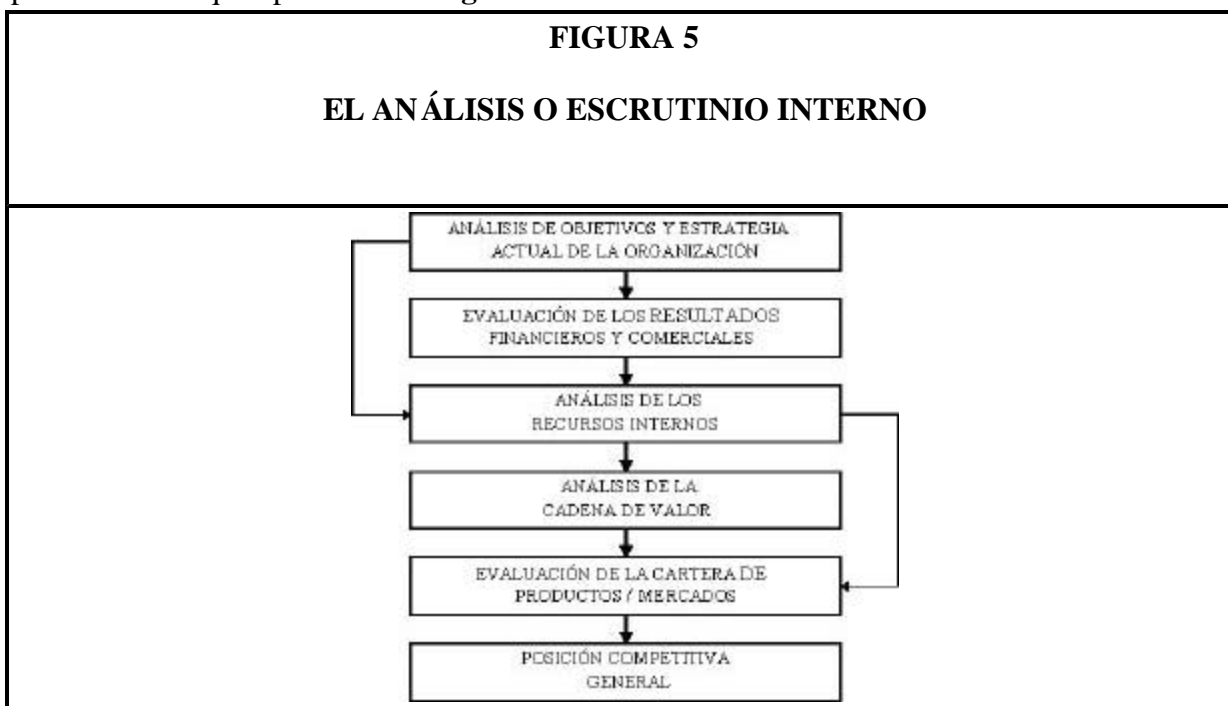 FIGURA 5
EL ANÁLISIS O ESCRUTINIO INTERNO
ANÁLISIS DE OBJETIVOS Y ESTRATEGIA
ACTUAL DE LA ORGANIZACIÓN
EVALUACIÓN DE LOS RESULTADOS
FINANCIEROS Y COMERCIALES
ANÁLISIS DE LOS
RECURSOS INTERNOS
ANÁLISIS DE LA
CADENA DE VALOR
EVALUACIÓN DE LA CARTERA DE
PRODUCTOS / MERCADOS
POSICIÓN COMPETITIVA
GENERAL